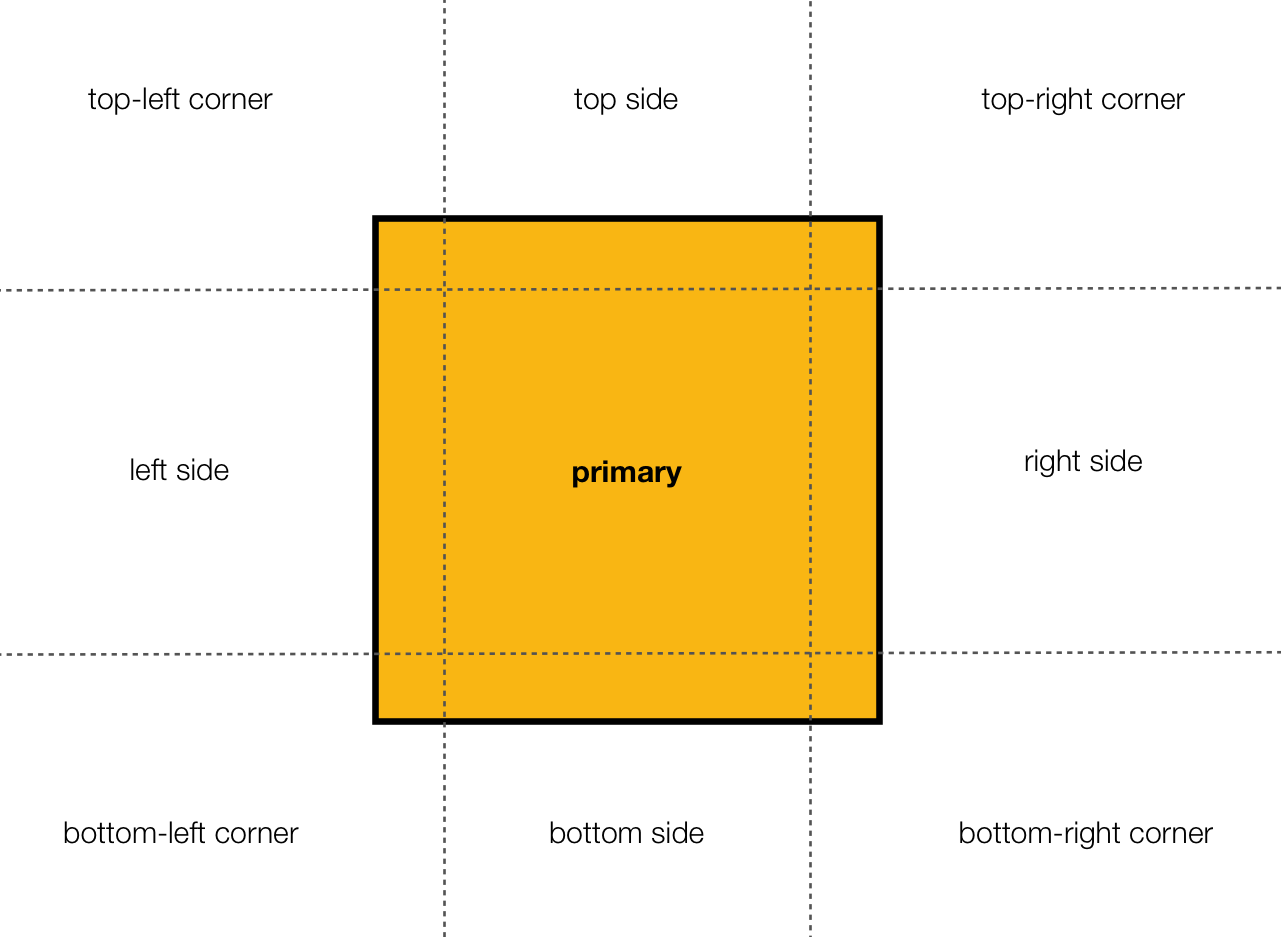 top-left corner
top side
top-right corner
left side
primary
right side
bottom-left corner
bottom side
bottom-right corner